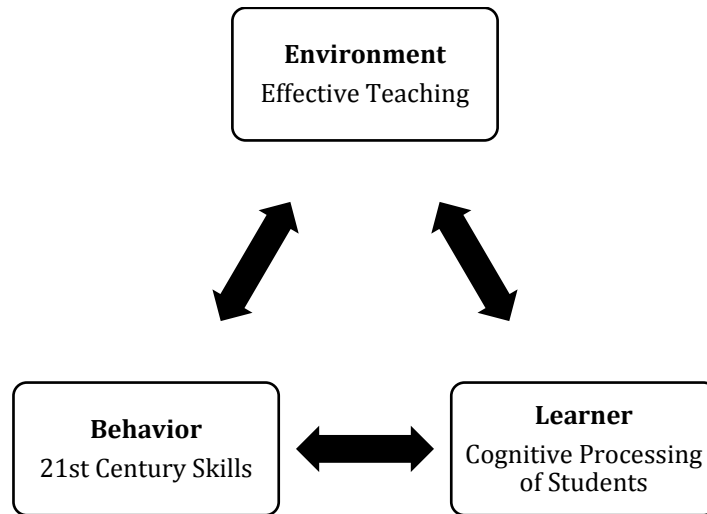 Environment
Effective Teaching
Behavior
21st Century Skills
Learner
Cognitive Processing
of Students